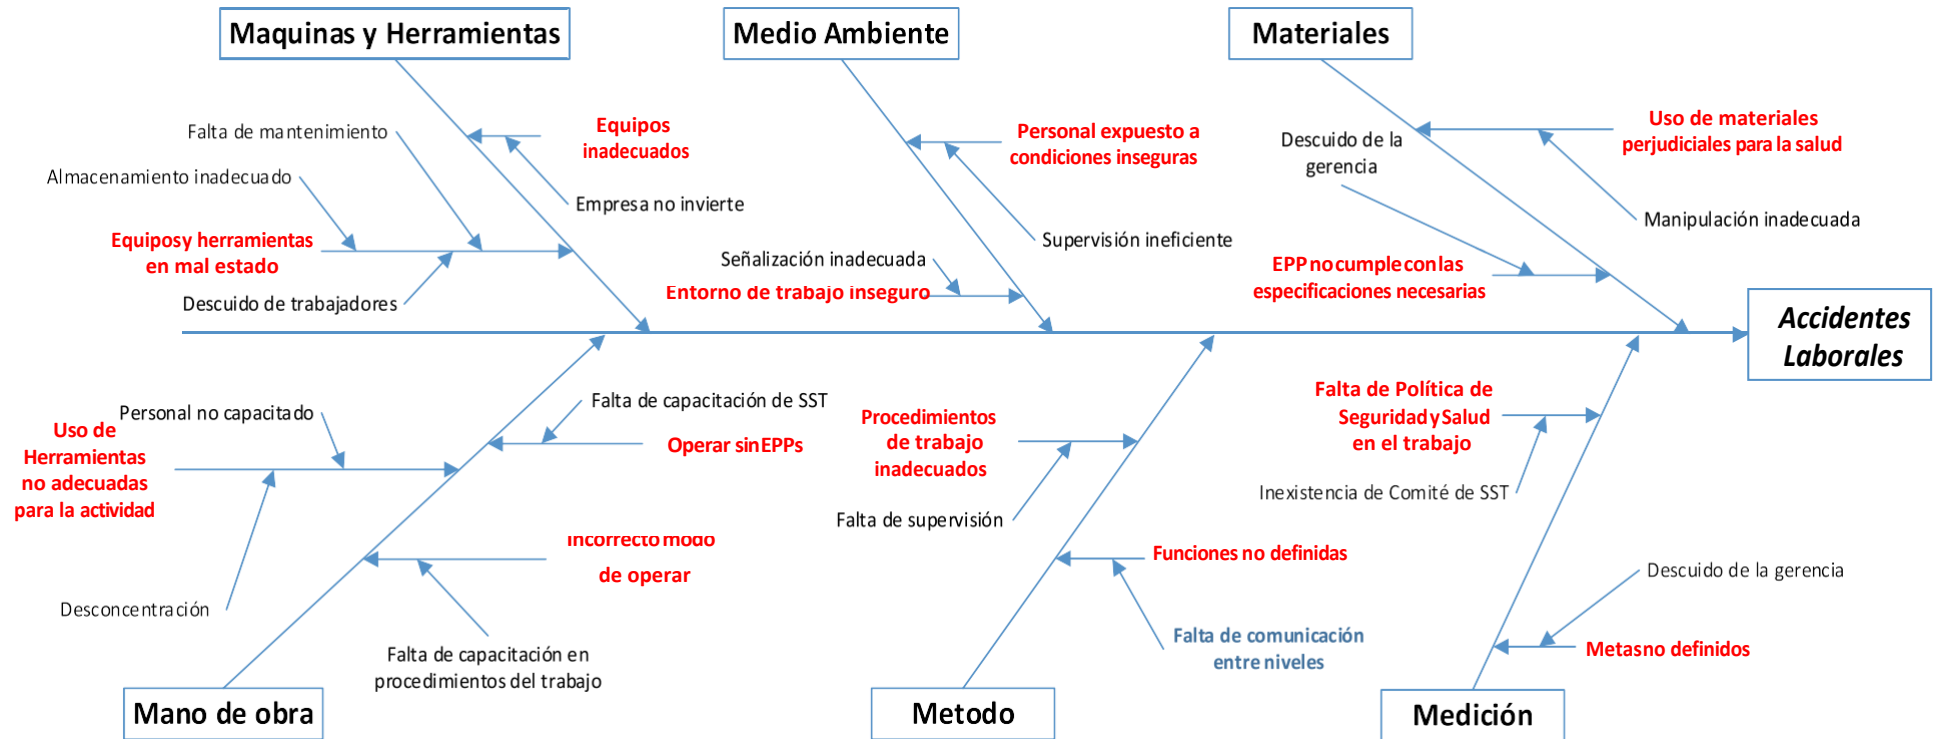 Maquinas y Herramientas
Medio Ambiente
Materiales
Falta de mantenimiento
Equipos
inadecuados
Almacenamiento inadecuado
Empresa no invierte
Equipos y herramientas
en mal estado
Descuido de trabajadores
Personal expuesto a
condiciones inseguras
Supervisión ineficiente
Señalización inadecuada
Entorno de trabajo inseguro
Uso de materiales
perjudiciales para la salud
Descuido de la
gerencia
Manipulación inadecuada
EPP no cumple con las
especificaciones necesarias
Accidentes
Laborales
Personal no capacitado
Uso de
Herramientas
no adecuadas
para la actividad
Desconcentración
Falta de capacitación de SST
Operar sin EPPs
Incorrecto modo
de operar
Falta de capacitación en
procedimientos del trabajo
Procedimientos
de trabajo
inadecuados
Falta de supervisión
Funciones no definidas
Falta de comunicación
entre niveles
Falta de Política de
Seguridad y Salud
en el trabajo
Inexistencia de Comité de SST
Descuido de la gerencia
Metas no definidos
Mano de obra
Metodo
Medición